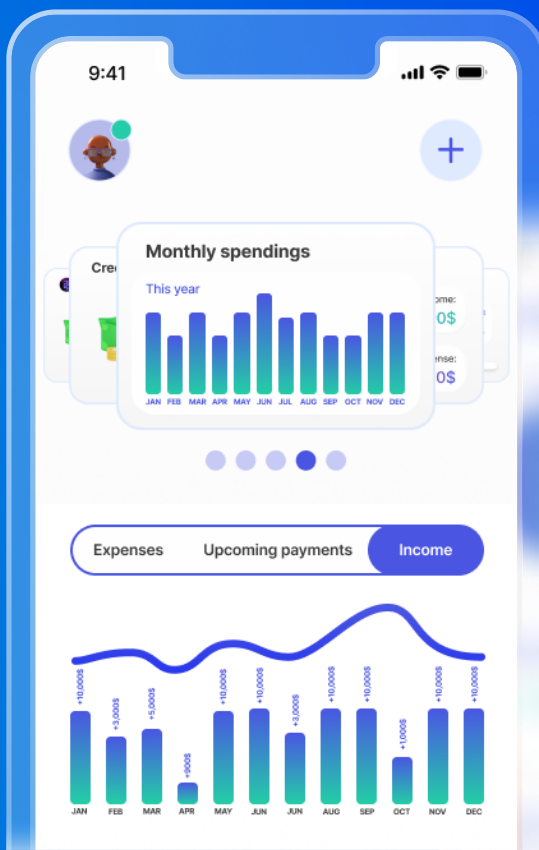 9:41
Monthly spendings
Cre
This year
ome:
0$
ense:
0$
JAN FEB MAR APR MAY JUN JUL AUG SEP OCT NOV DEC
Expenses Upcoming payments Income
+10,000$ +3,000$ +5,000$ +900$ +10,000$ +10,000$ +3,000$ +10,000$ +10,000$ +1,000$ +10,000$ +10,000$
JAN FEB MAR APR MAY JUN JUN AUG SEP OCT NOV DEC